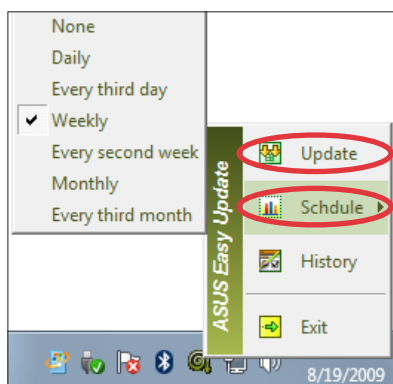 None
Daily
Every third day
Weekly
Every second week
Monthly
Every third month
ASUS Easy Update
Update
Schdule
History
Exit
8/19/2009